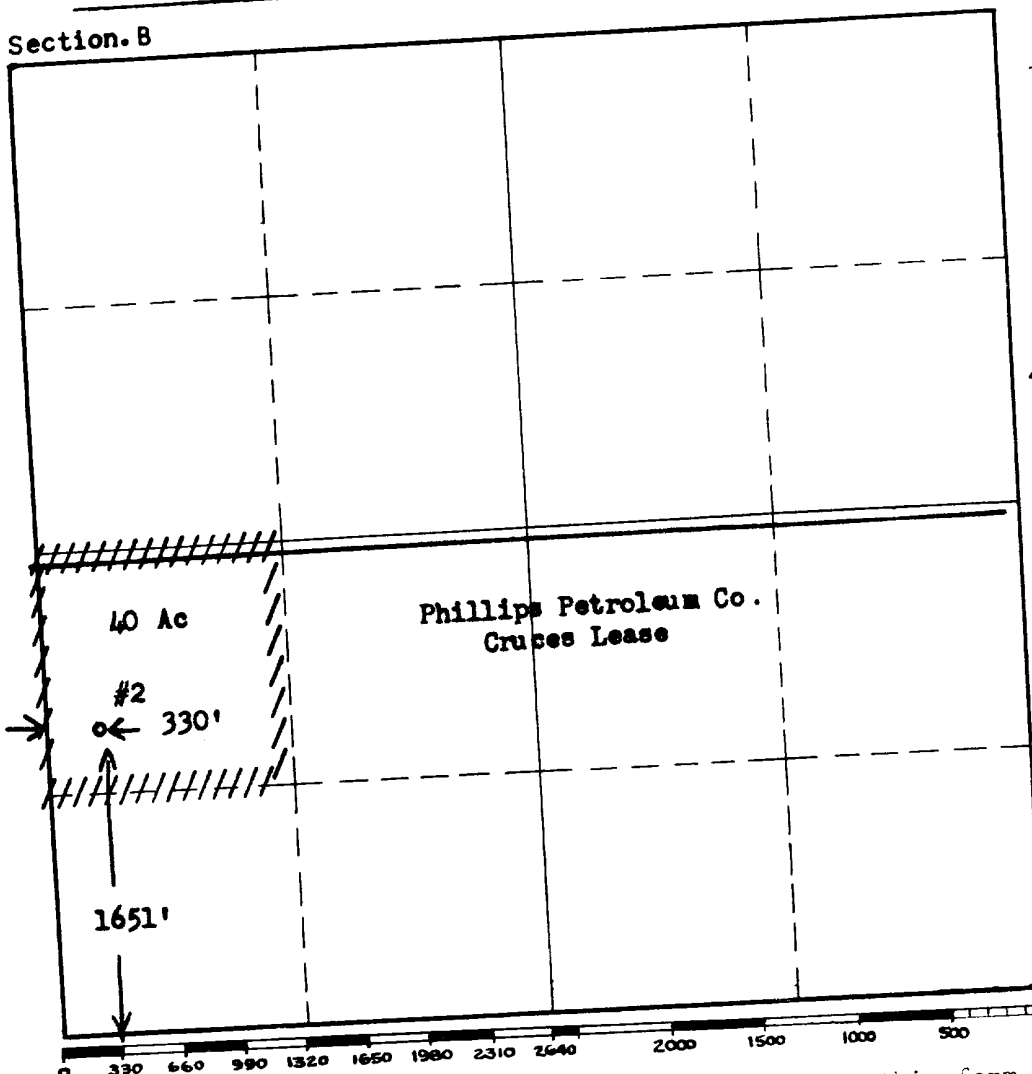 Section.B
40 Ac
Phillips Petroleum Co.
Cruces Lease
#2
330'
1651'
0 330 660 990 1320 1650 1980 2310 2640 2000 1500 1000 500
form